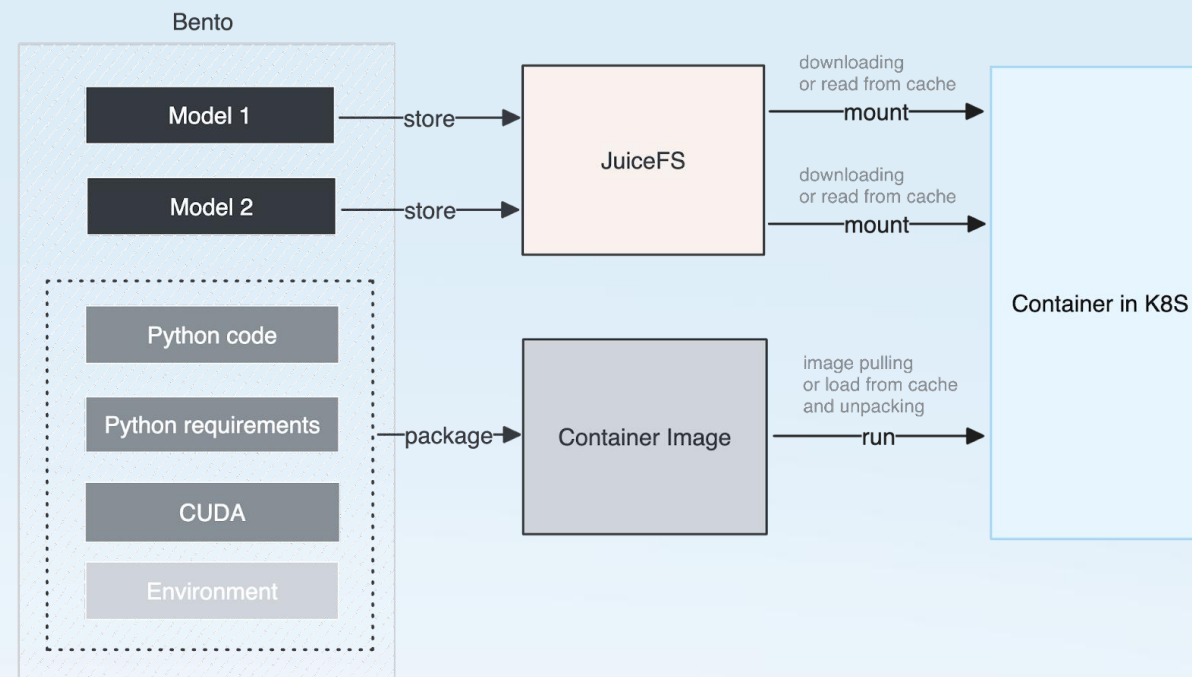 Bento
Model 1
store
Model 2
store
JuiceFS
downloading
or read from cache
mount
downloading
or read from cache
mount
Container in K8S
Python code
Python requirements
CUDA
Environment
package
Container Image
image pulling
or load from cache
and unpacking
run